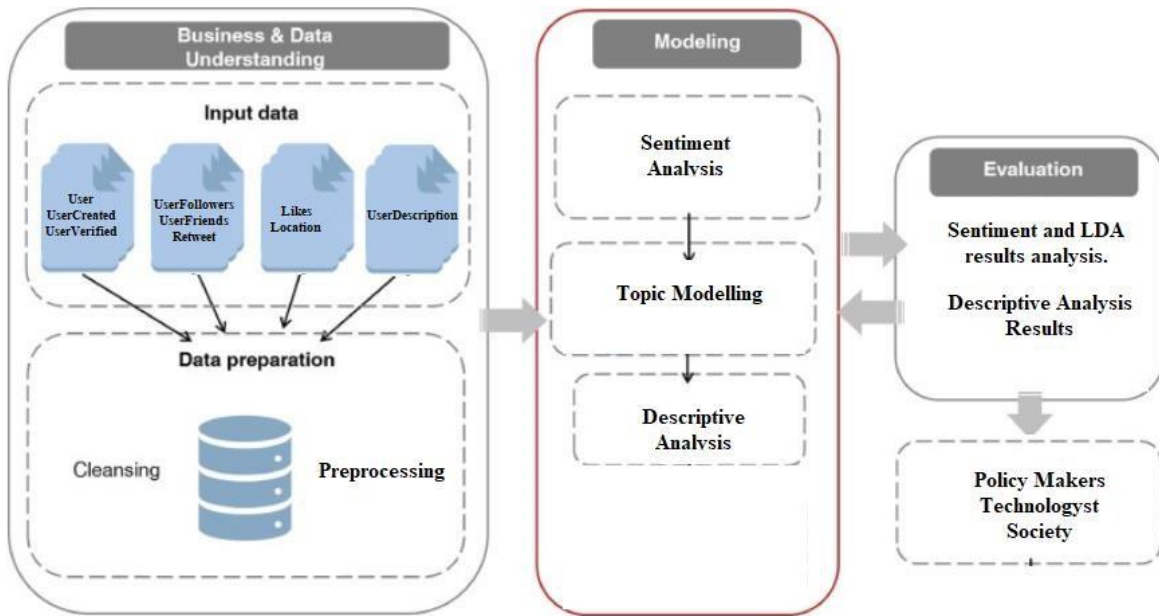 Business & Data
Understanding
Input data
User
UserCreated
UserVerified
UserFollowers
UserFriends
Retweet
Likes
Location
UserDescription
Data preparation
Cleansing
Preprocessing
Modeling
Sentiment
Analysis
Topic Modelling
Descriptive
Analysis
Evaluation
Sentiment and LDA
results analysis.
Descriptive Analysis
Results
Policy Makers
Technologyst
Society